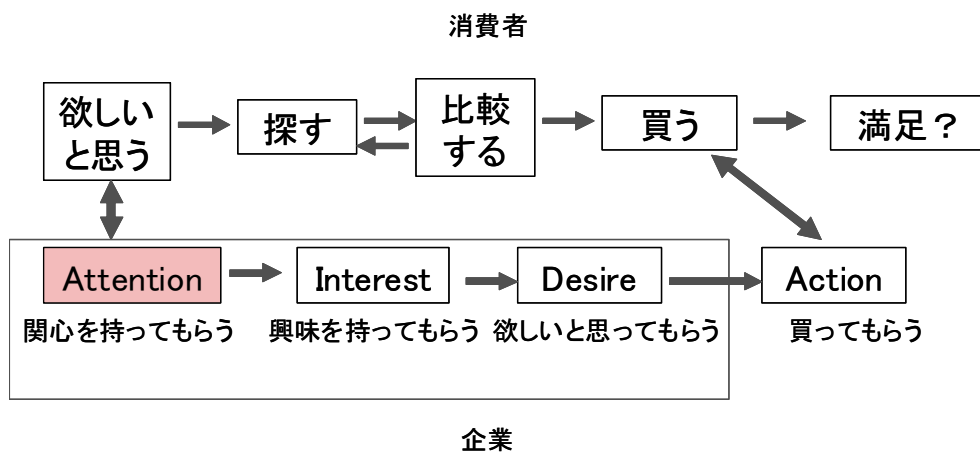 消費者
欲しい
と思う
探す
比較
する
買う
満足？
Attention
Interest
Desire
Action
関心を持ってもらう
興味を持ってもらう
欲しいと思ってもらう
買ってもらう
企業